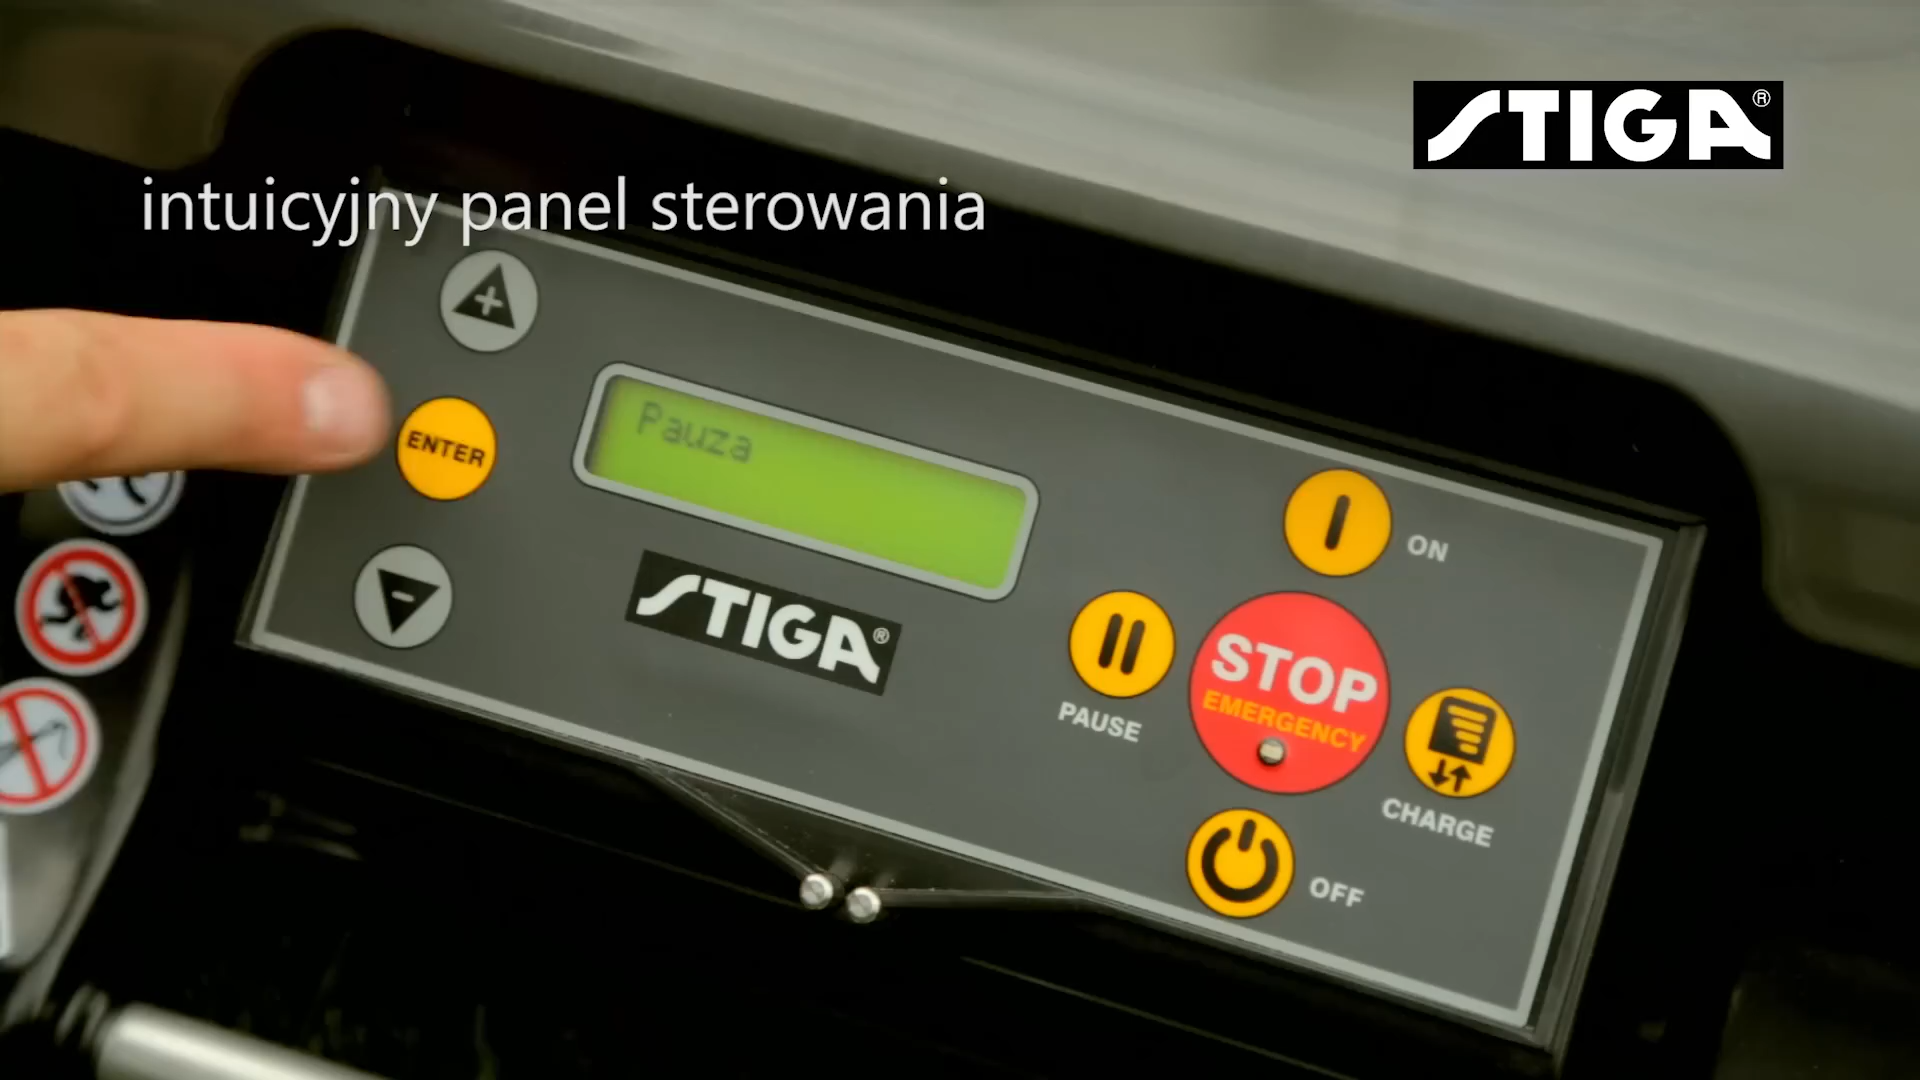 STIGA®
intuicyjny panel sterowania
ENTER
Pauza
STIGA®
ON
PAUSE
STOP
EMERGENCY
CHARGE
OFF